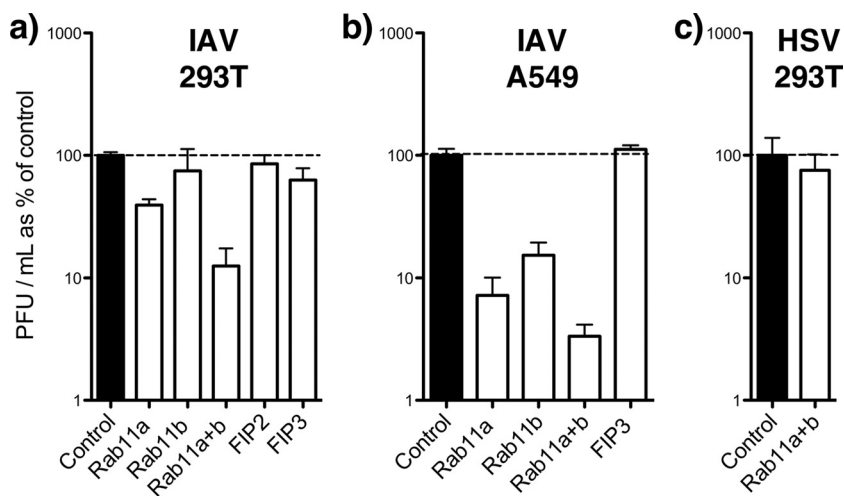 a) IAV
293T
PFU / mL as % of control
1000
100
10
1
Control
Rab11a
Rab11b
Rab11a+b
FIP2
FIP3
b) IAV
A549
1000
100
10
1
Control
Rab11a
Rab11b
Rab11a+b
FIP3
c) HSV
293T
1000
100
10
1
Control
Rab11a+b